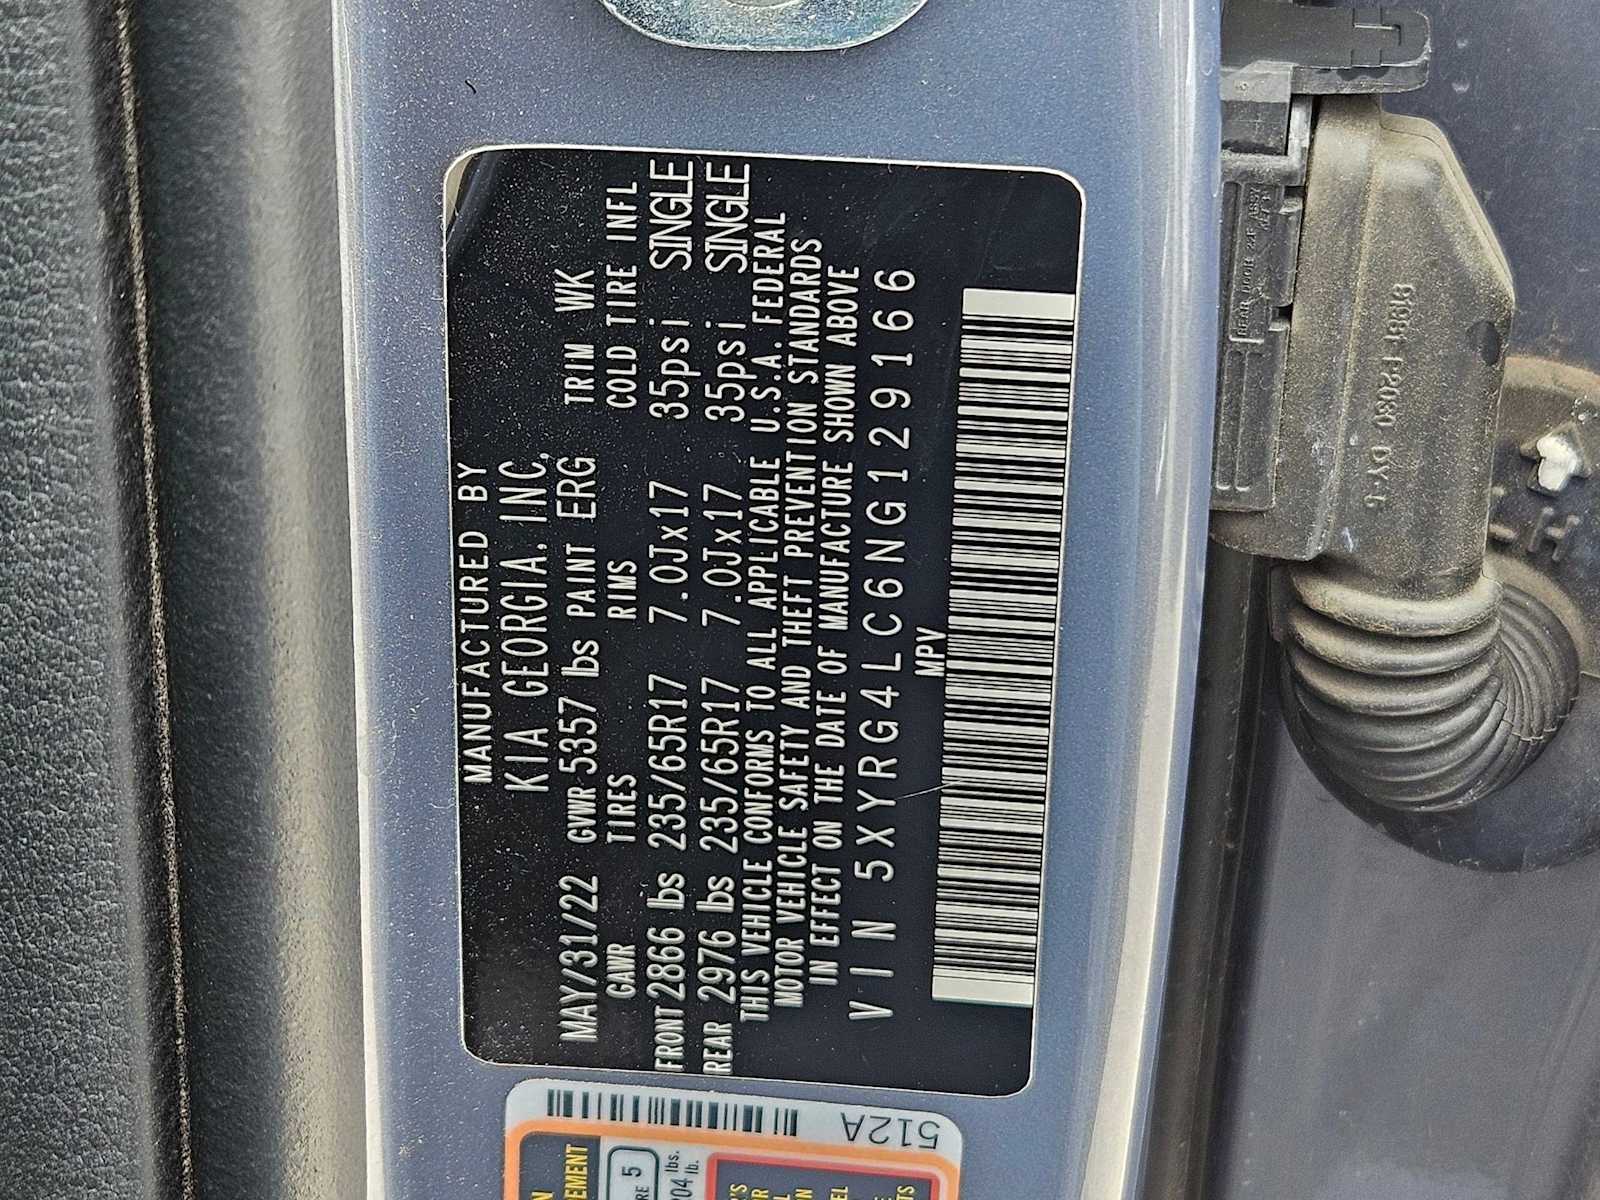 MANUFACTURED BY
KIA GEORGIA, INC.
MAY/31/22 GVWR 5357 lbs PAINT ERG TRIM WK
GAWR TIRES RIMS COLD TIRE INFL
FRONT 2866 lbs 235/65R17 7.0Jx17 35psi SINGLE
REAR 2976 lbs 235/65R17 7.0Jx17 35psi SINGLE
THIS VEHICLE CONFORMS TO ALL APPLICABLE U.S.A. FEDERAL
MOTOR VEHICLE SAFETY AND THEFT PREVENTION STANDARDS
IN EFFECT ON THE DATE OF MANUFACTURE SHOWN ABOVE
VIN 5XYRG4LC6NG129166
MPV
512A
5
lbs.
lb.